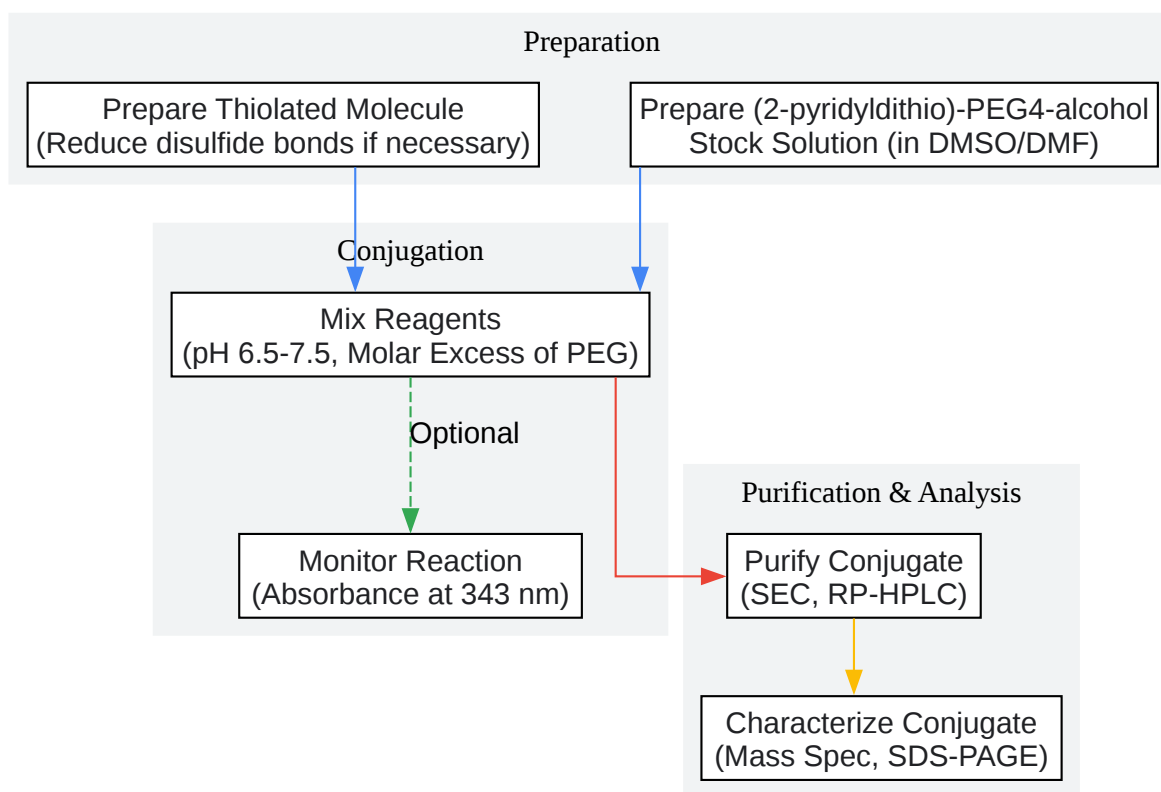 Preparation
Prepare Thiolated Molecule
(Reduce disulfide bonds if necessary)
Prepare (2-pyridyldithio)-PEG4-alcohol
Stock Solution (in DMSO/DMF)
Conjugation
Mix Reagents
(pH 6.5-7.5, Molar Excess of PEG)
Optional
Monitor Reaction
(Absorbance at 343 nm)
Purification & Analysis
Purify Conjugate
(SEC, RP-HPLC)
Characterize Conjugate
(Mass Spec, SDS-PAGE)